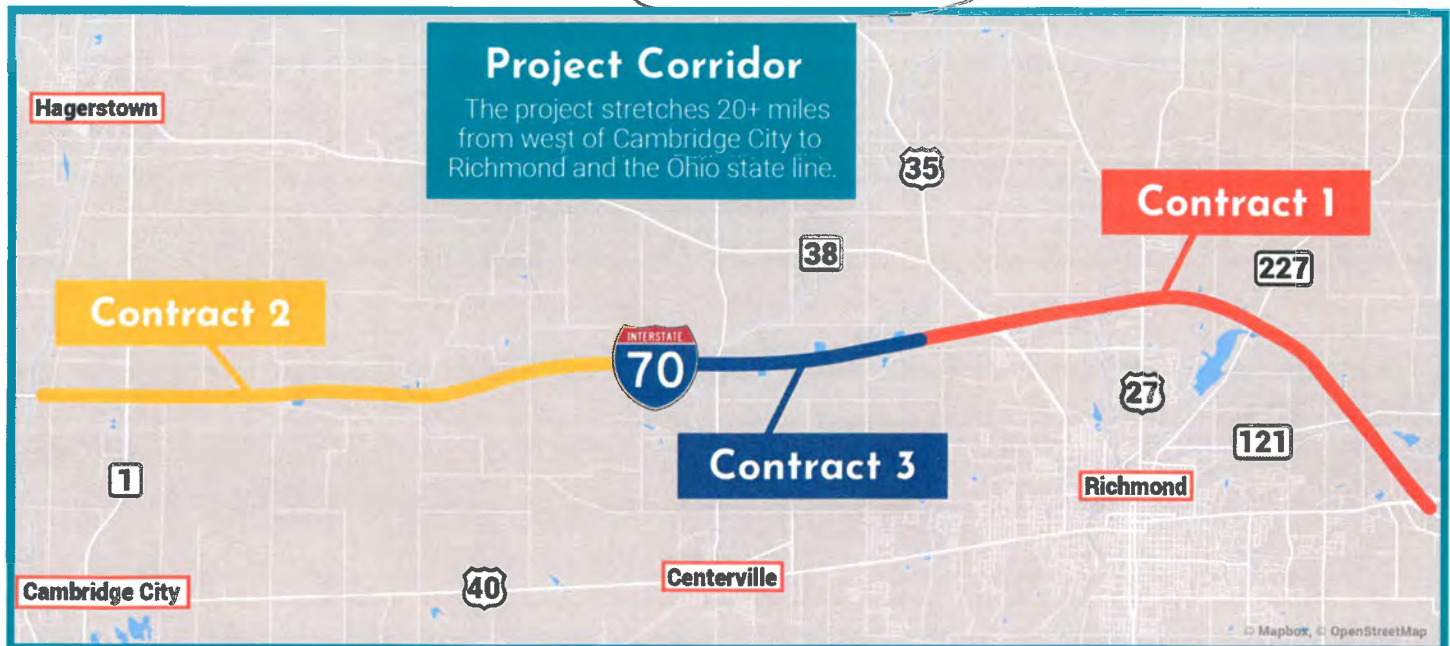 Project Corridor
The project stretches 20+ miles
from west of Cambridge City to
Richmond and the Ohio state line.
Hagerstown
35
Contract 1
38
227
Contract 2
INTERSTATE
70
27
121
Contract 3
1
Richmond
Centerville
40
Cambridge City
© Mapbox, © OpenStreetMap